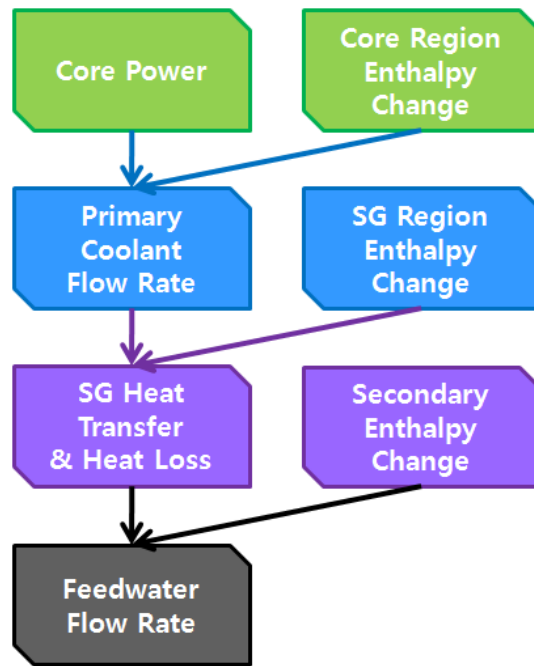 Core Power
Core Region
Enthalpy
Change
Primary
Coolant
Flow Rate
SG Region
Enthalpy
Change
SG Heat
Transfer
& Heat Loss
Secondary
Enthalpy
Change
Feedwater
Flow Rate